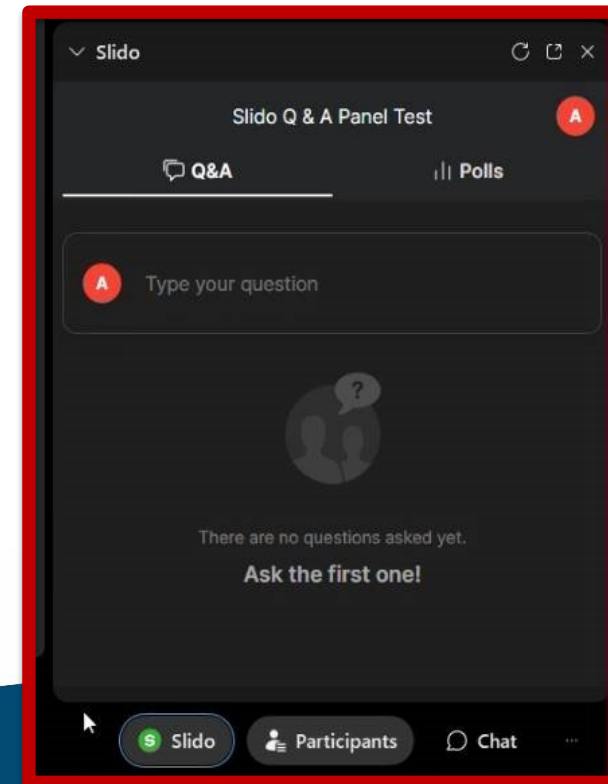 Slido
Slido Q & A Panel Test
A
Q&A
Polls
A
Type your question
?
There are no questions asked yet.
Ask the first one!
S
Slido
Participants
Chat
...